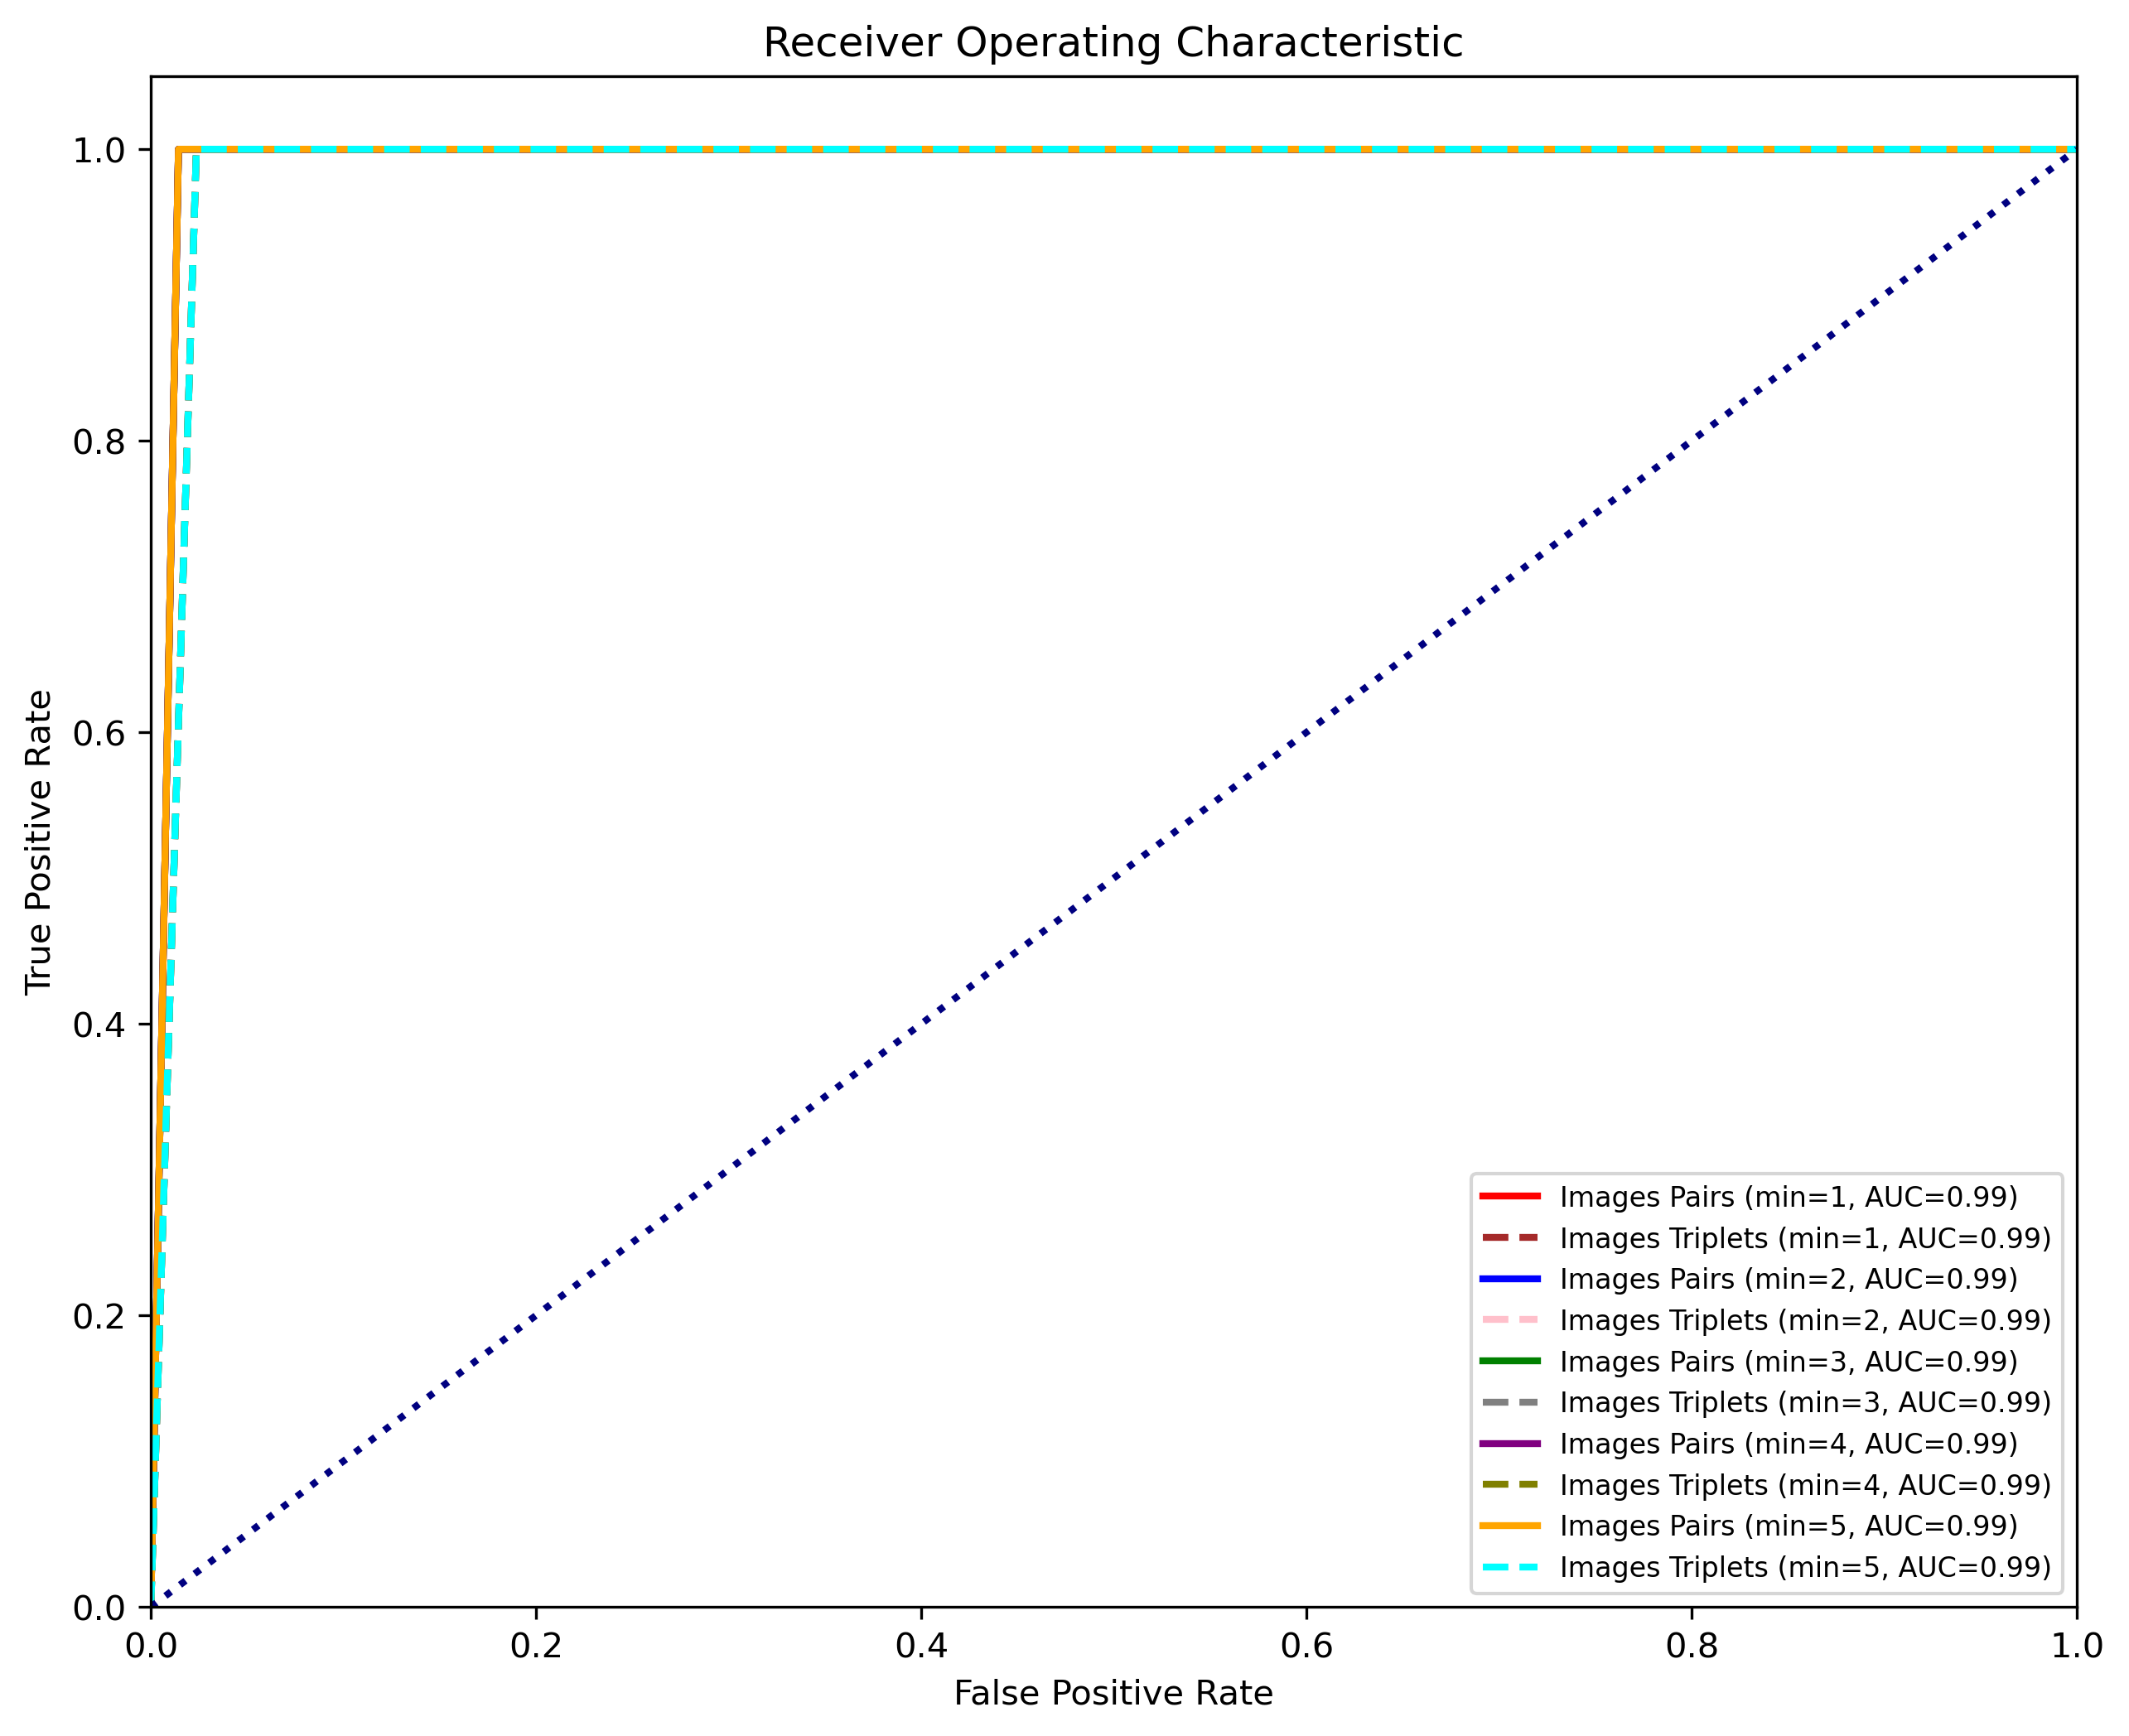 Receiver Operating Characteristic
1.0
0.8
0.6
0.4
0.2
0.0
True Positive Rate
0.0 0.2 0.4 0.6 0.8 1.0
False Positive Rate
Images Pairs (min=1, AUC=0.99)
Images Triplets (min=1, AUC=0.99)
Images Pairs (min=2, AUC=0.99)
Images Triplets (min=2, AUC=0.99)
Images Pairs (min=3, AUC=0.99)
Images Triplets (min=3, AUC=0.99)
Images Pairs (min=4, AUC=0.99)
Images Triplets (min=4, AUC=0.99)
Images Pairs (min=5, AUC=0.99)
Images Triplets (min=5, AUC=0.99)